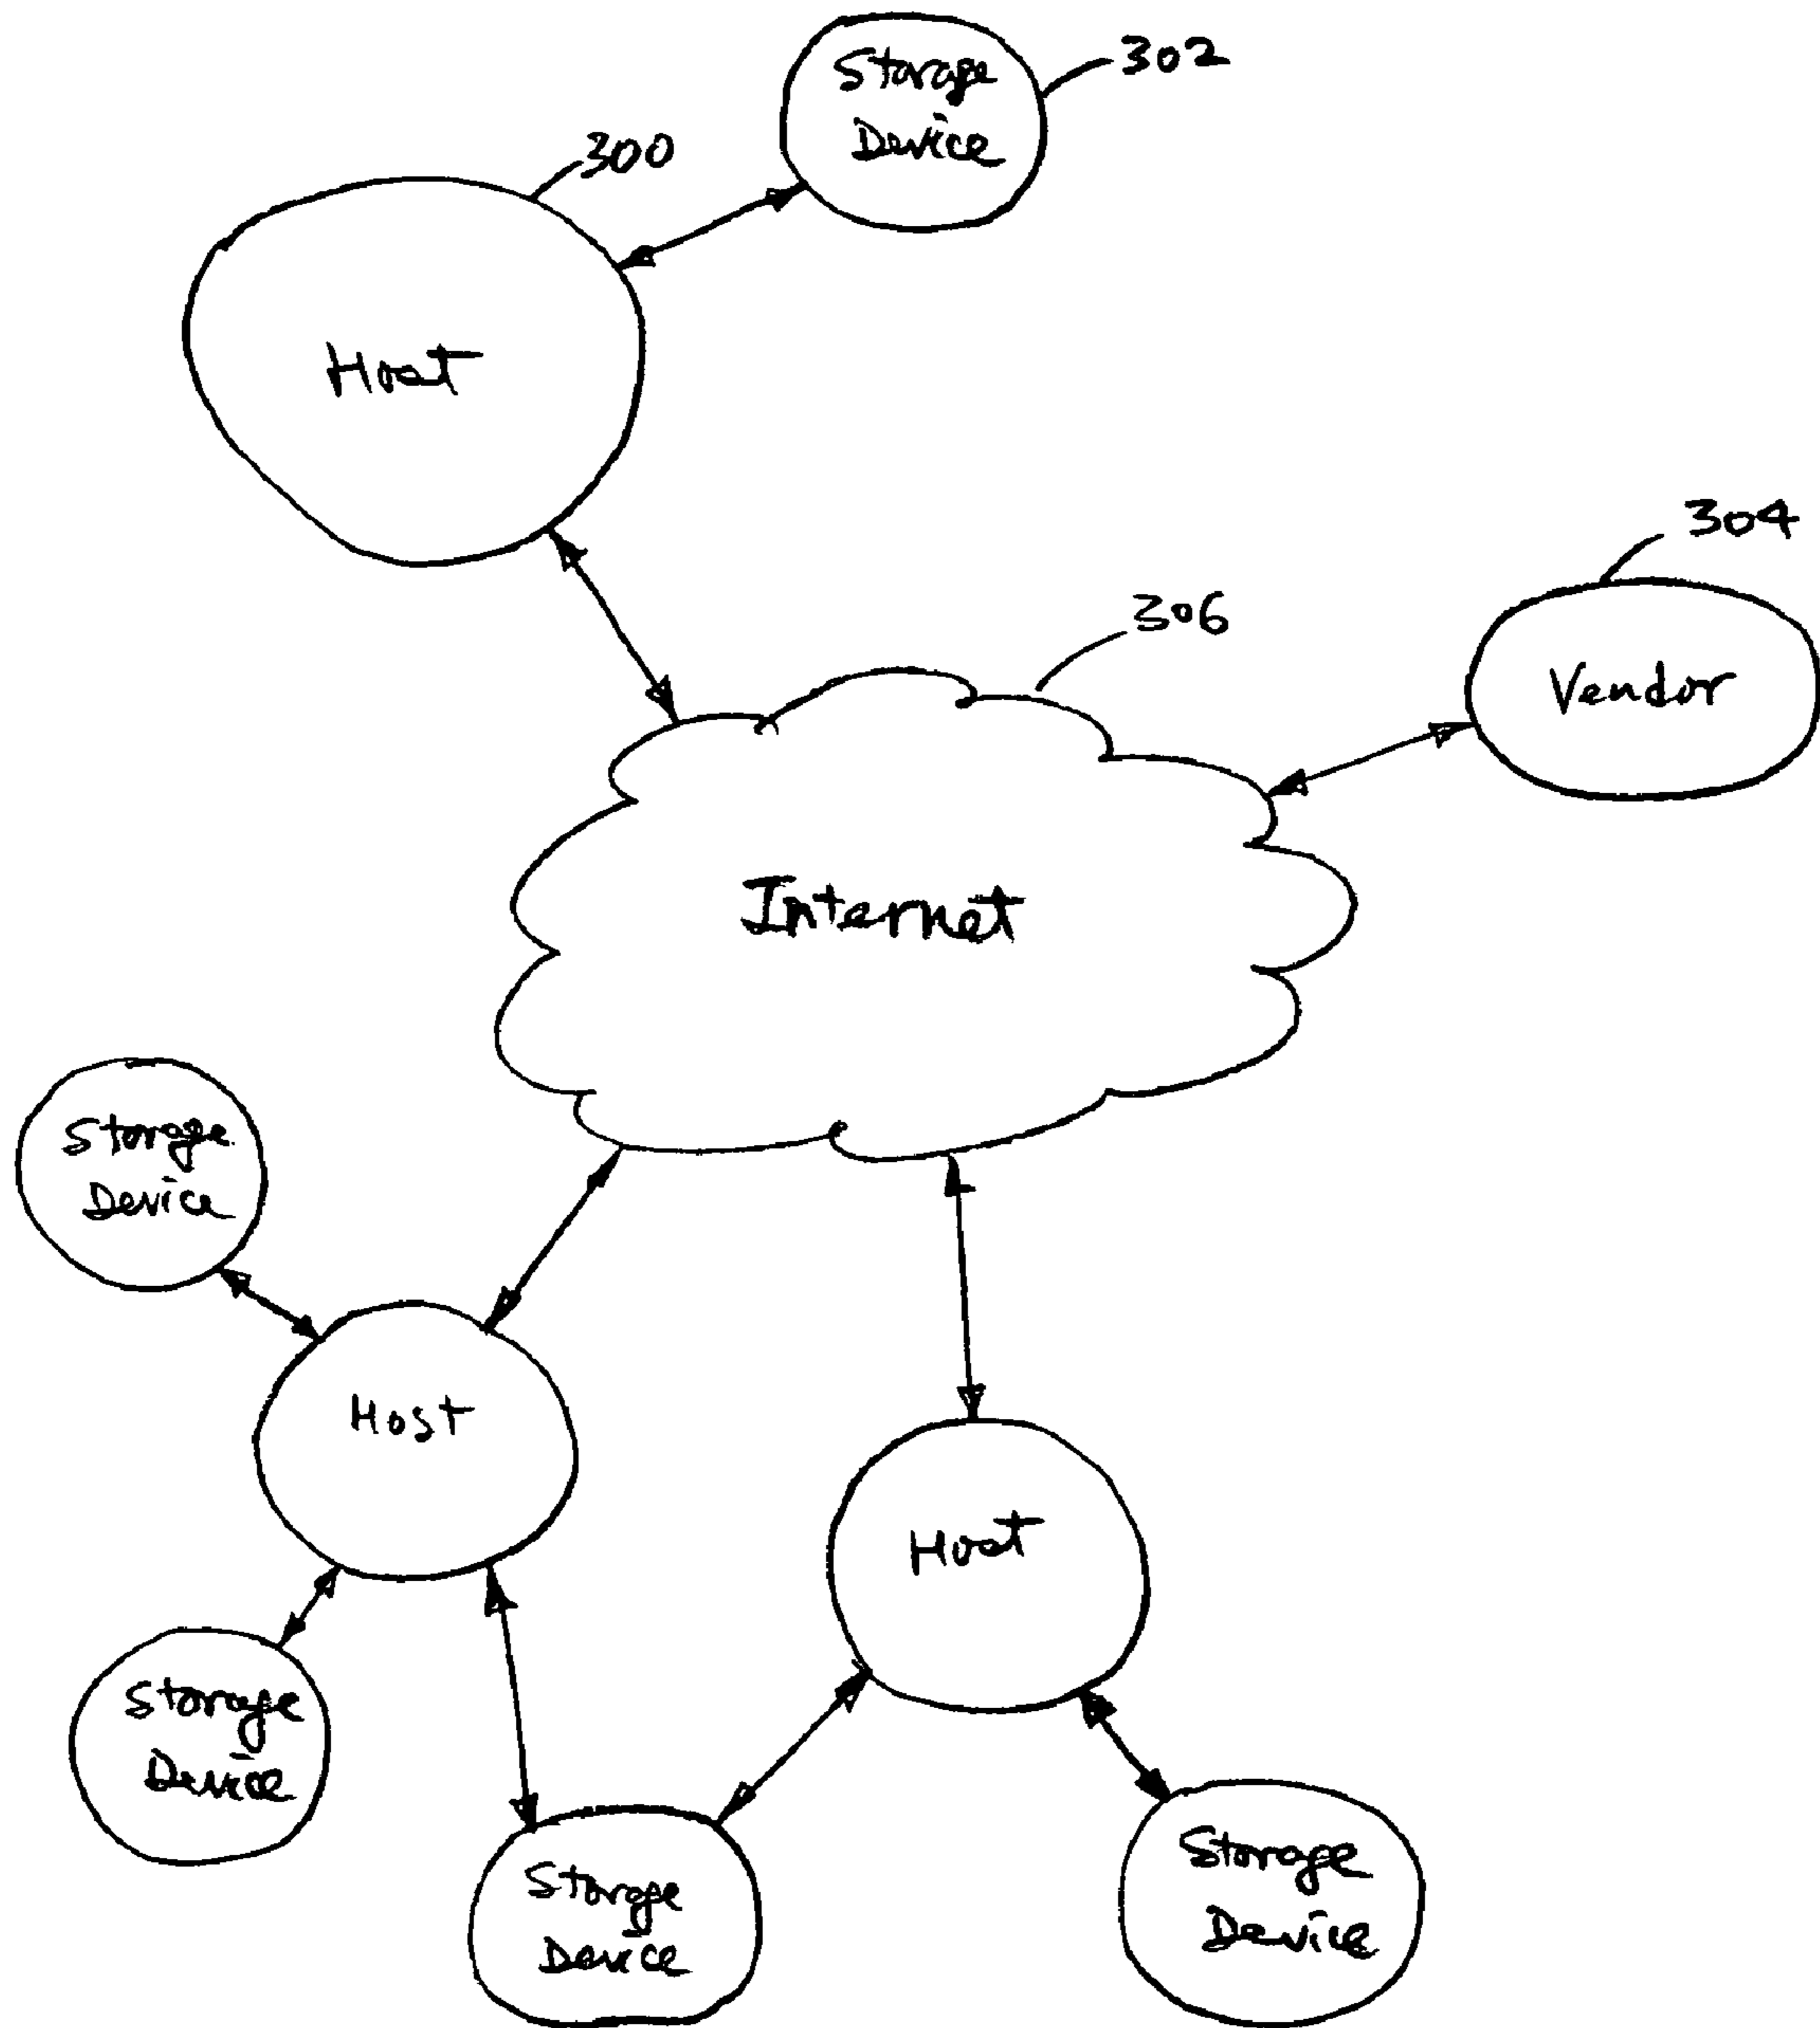 302
Storage
Device
300
Host
304
306
Vendor
Internet
Storage
Device
Host
Host
Storage
Device
Storage
Device
Storage
Device